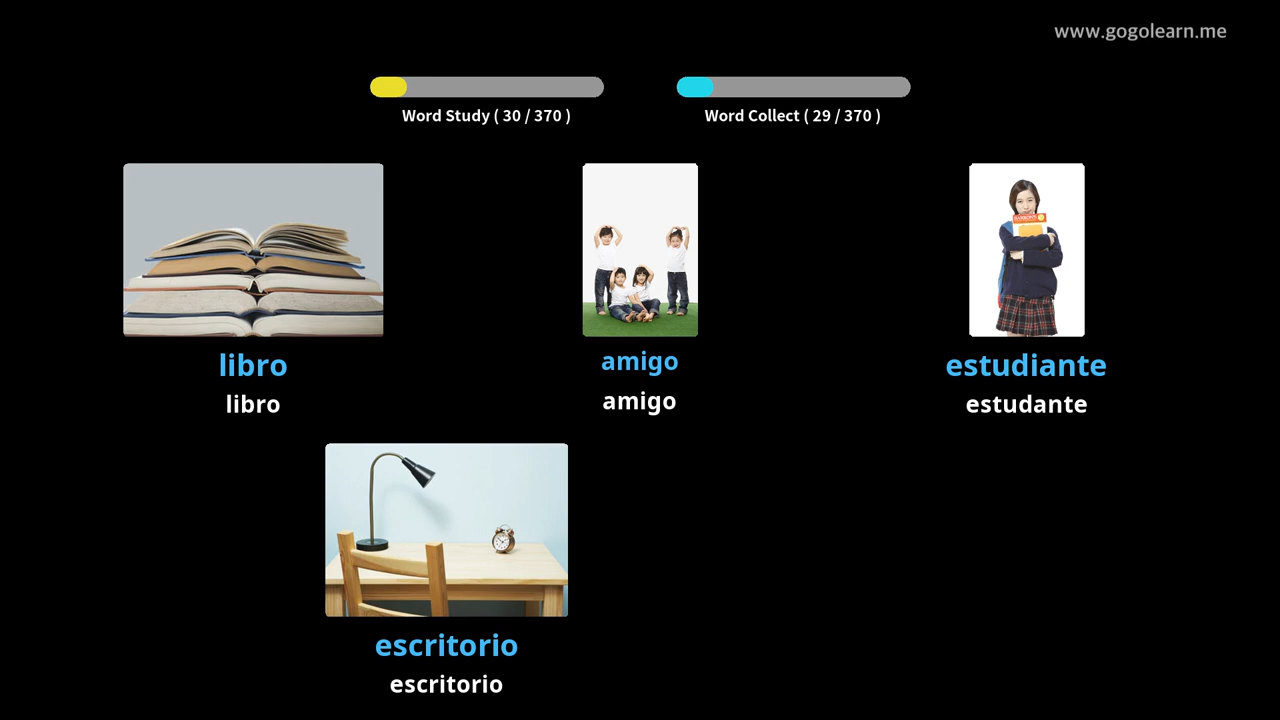 www.gogolearn.me
Word Study ( 30 / 370 )
Word Collect ( 29 / 370 )
libro
libro
amigo
amigo
estudiante
estudante
escritorio
escritorio